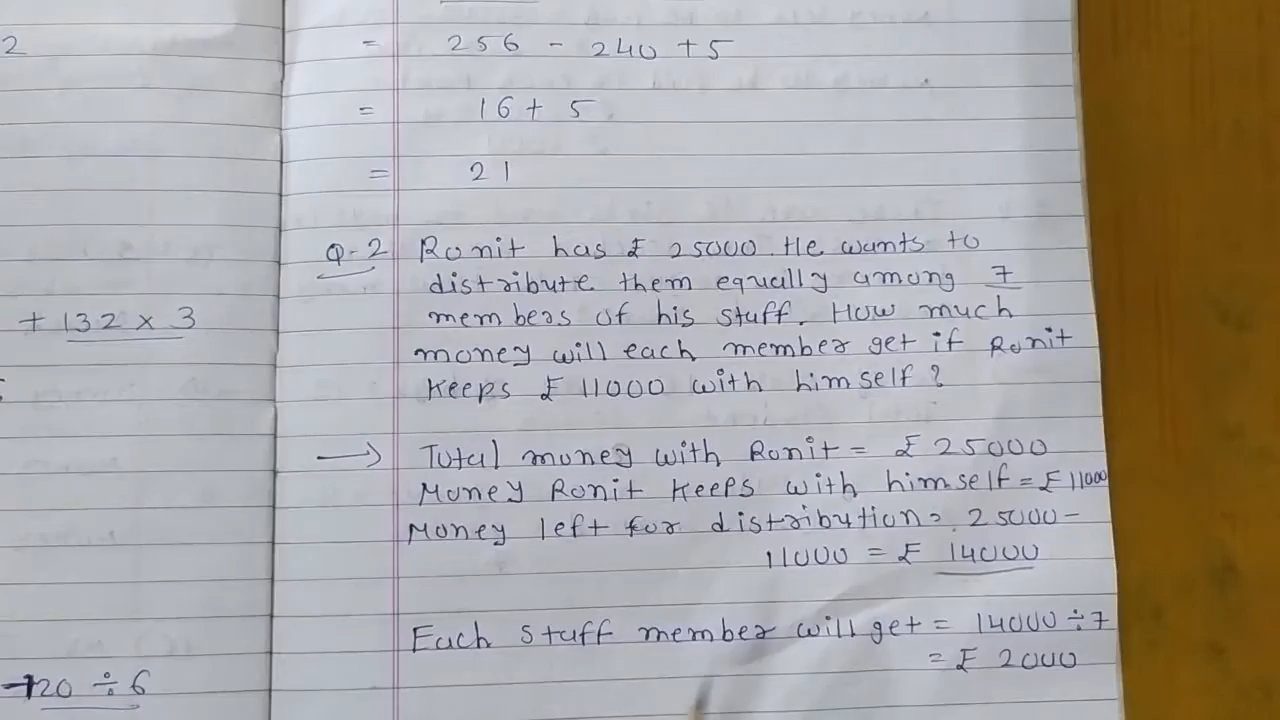 2
= 256 - 240 + 5
= 16 + 5
= 21
+ 132 × 3
-120 ÷ 6
Q-2 Ronit has ₤ 25000. He wants to
distribute them equally among 7
members of his staff. How much
money will each member get if Ronit
keeps ₤ 11000 with himself?
→ Total money with Ronit = ₤ 25000
Money Ronit keeps with himself = ₤ 11000
Money left for distribution = 25000 -
11000 = ₤ 14000
Each staff member will get = 14000 ÷ 7
= ₤ 2000